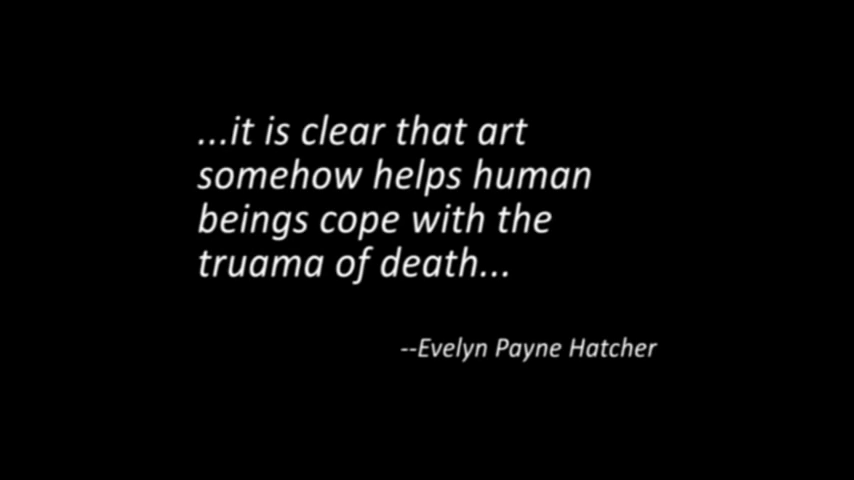 ...it is clear that art
somehow helps human
beings cope with the
truama of death...
--Evelyn Payne Hatcher